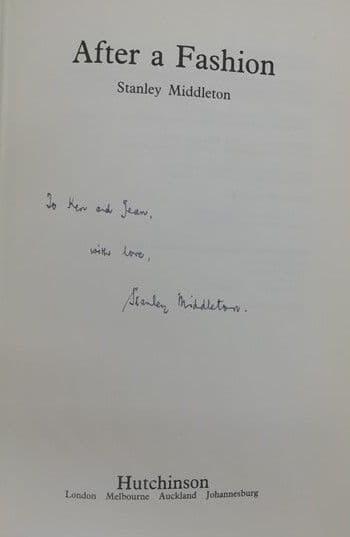 After a Fashion
Stanley Middleton
To Ken and Jean,
with love,
Stanley Middleton.
Hutchinson
London Melbourne Auckland Johannesburg